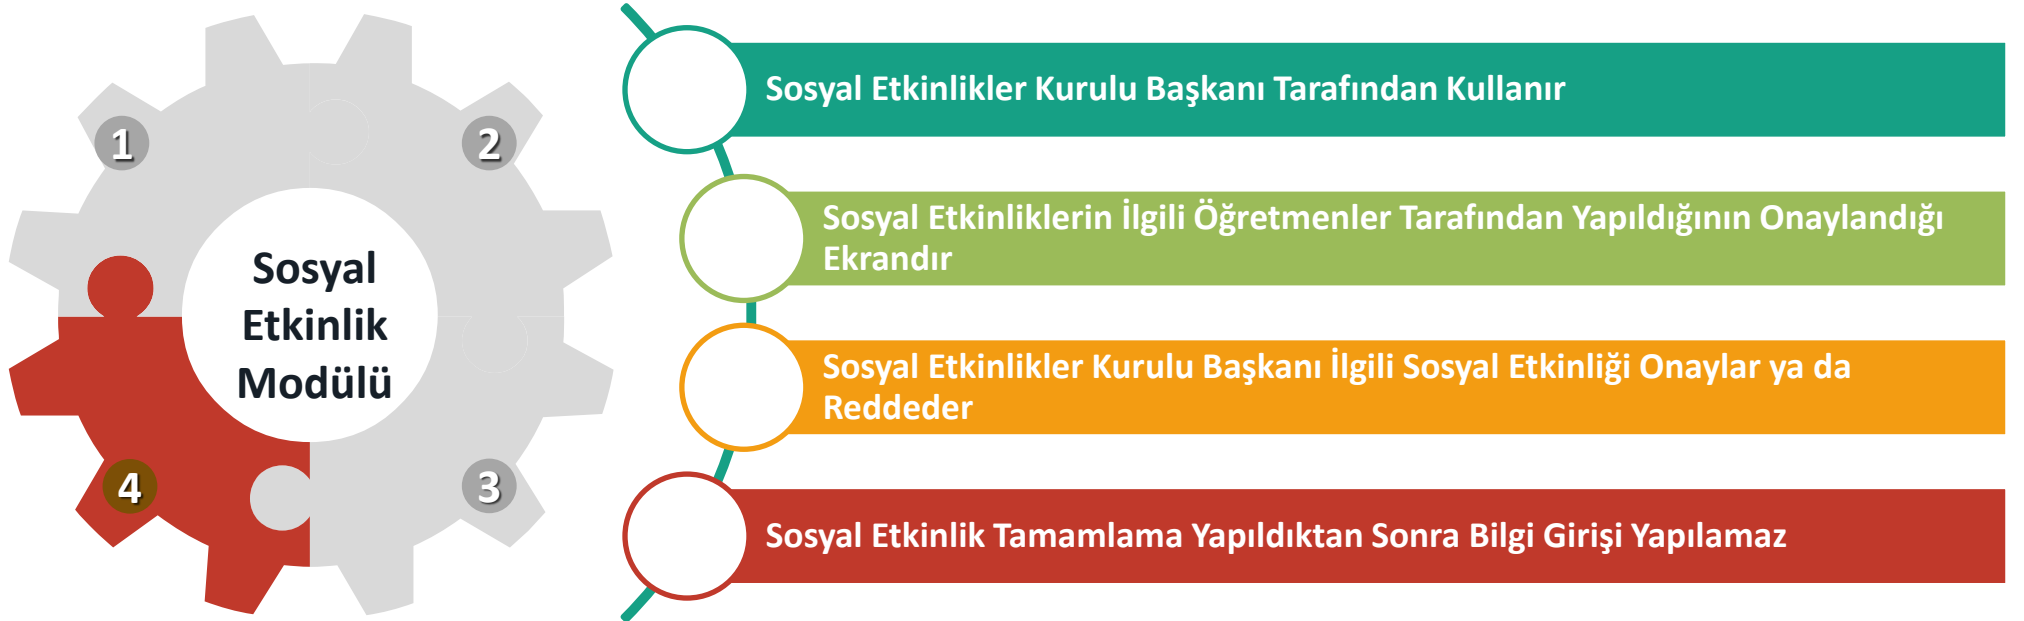 1
2
Sosyal
Etkinlik
Modülü
4
3
Sosyal Etkinlikler Kurulu Başkanı Tarafından Kullanır
Sosyal Etkinliklerin İlgili Öğretmenler Tarafından Yapıldığının Onaylandığı
Ekrandır
Sosyal Etkinlikler Kurulu Başkanı İlgili Sosyal Etkinliği Onaylar ya da
Reddeder
Sosyal Etkinlik Tamamlama Yapıldıktan Sonra Bilgi Girişi Yapılamaz